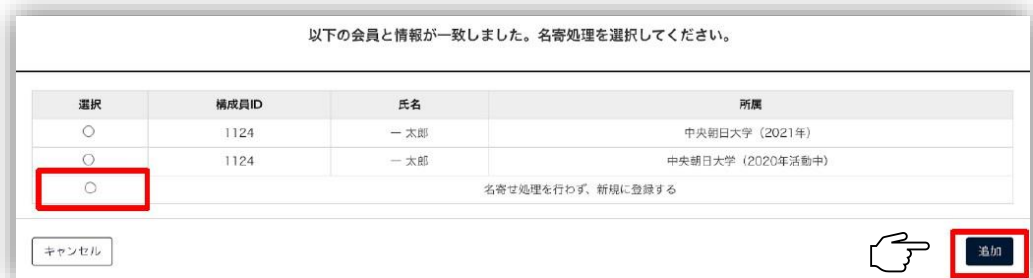 以下の会員と情報が一致しました。名寄処理を選択してください。
選択 構成員ID 氏名 所属
1124 一 太郎 中央朝日大学（2021年）
1124 一 太郎 中央朝日大学（2020年活動中）
名寄せ処理を行わず、新規に登録する
キャンセル 追加